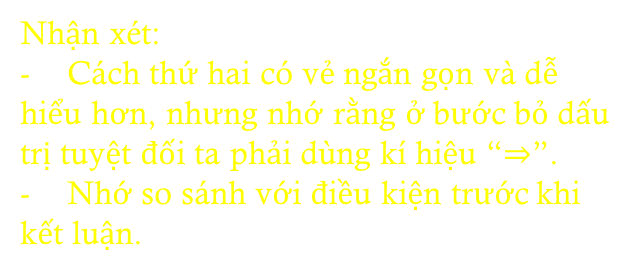 Nhận xét:
- Cách thứ hai có vẻ ngắn gọn và dễ
hiểu hơn, nhưng nhớ rằng ở bước bỏ dấu
trị tuyệt đối ta phải dùng kí hiệu “⇒”.
- Nhớ so sánh với điều kiện trước khi
kết luận.